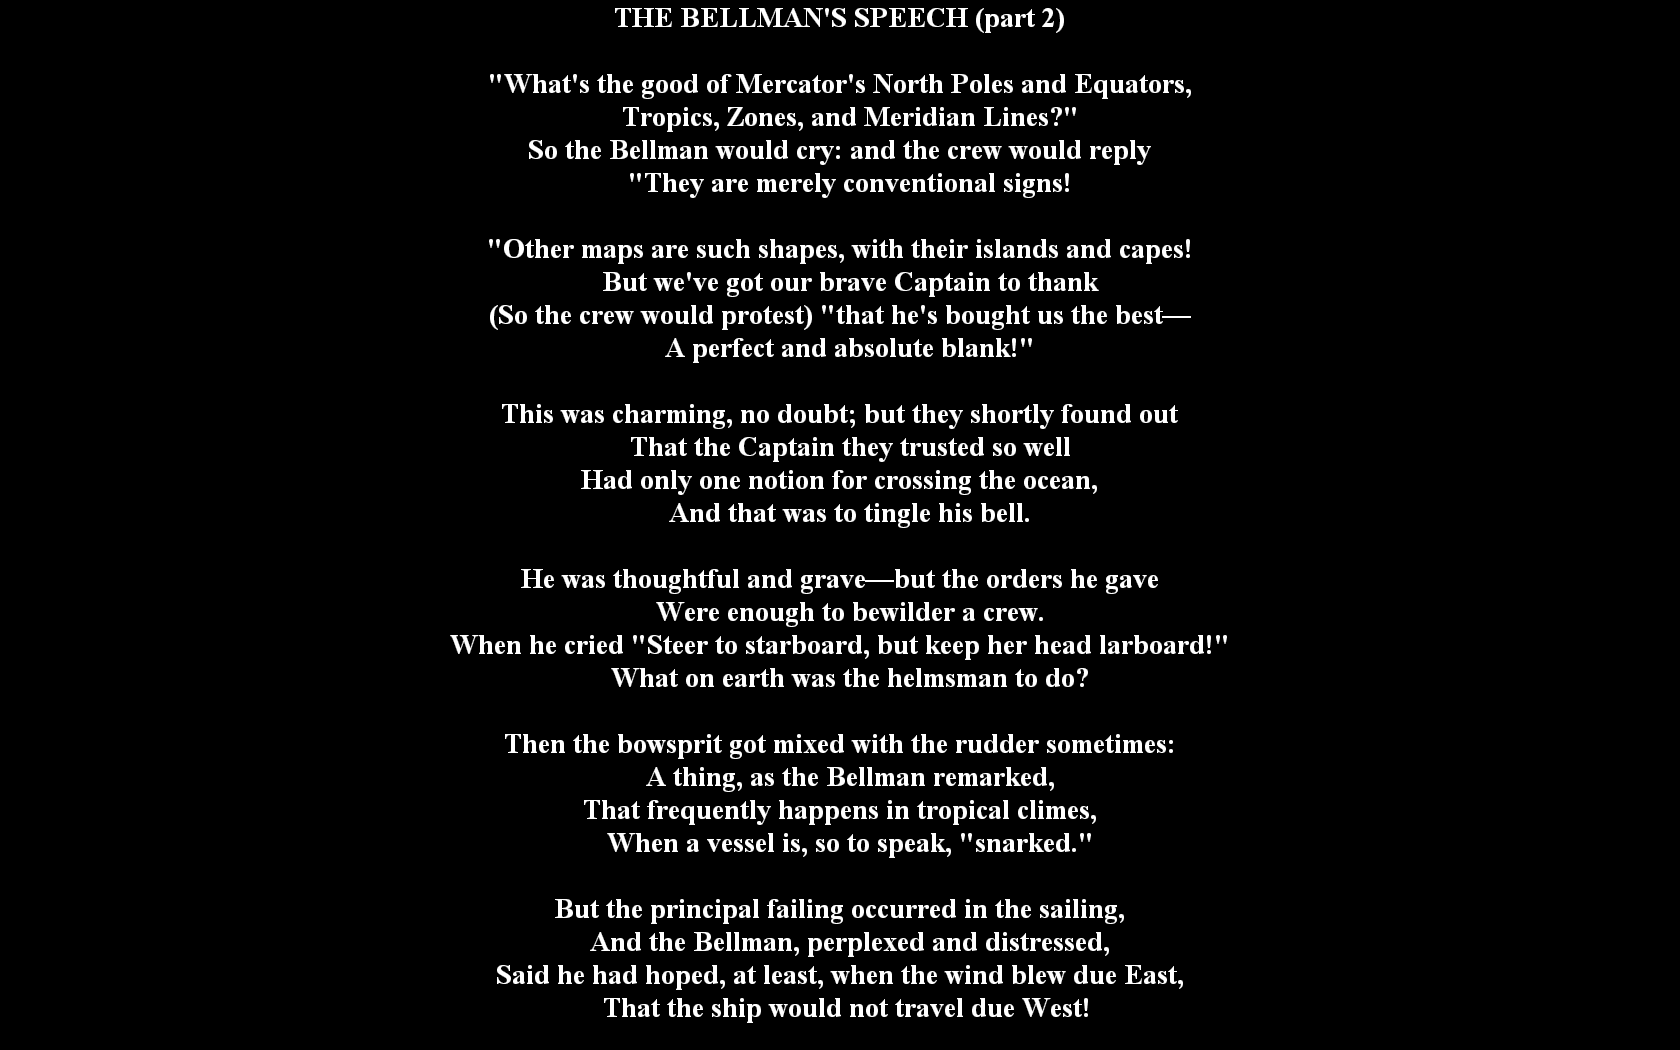 THE BELLMAN'S SPEECH (part 2)
"What's the good of Mercator's North Poles and Equators,
Tropics, Zones, and Meridian Lines?"
So the Bellman would cry: and the crew would reply
"They are merely conventional signs!
"Other maps are such shapes, with their islands and capes!
But we've got our brave Captain to thank
(So the crew would protest) "that he's bought us the best—
A perfect and absolute blank!"
This was charming, no doubt; but they shortly found out
That the Captain they trusted so well
Had only one notion for crossing the ocean,
And that was to tingle his bell.
He was thoughtful and grave—but the orders he gave
Were enough to bewilder a crew.
When he cried "Steer to starboard, but keep her head larboard!"
What on earth was the helmsman to do?
Then the bowsprit got mixed with the rudder sometimes:
A thing, as the Bellman remarked,
That frequently happens in tropical climes,
When a vessel is, so to speak, "snarked."
But the principal failing occurred in the sailing,
And the Bellman, perplexed and distressed,
Said he had hoped, at least, when the wind blew due East,
That the ship would not travel due West!